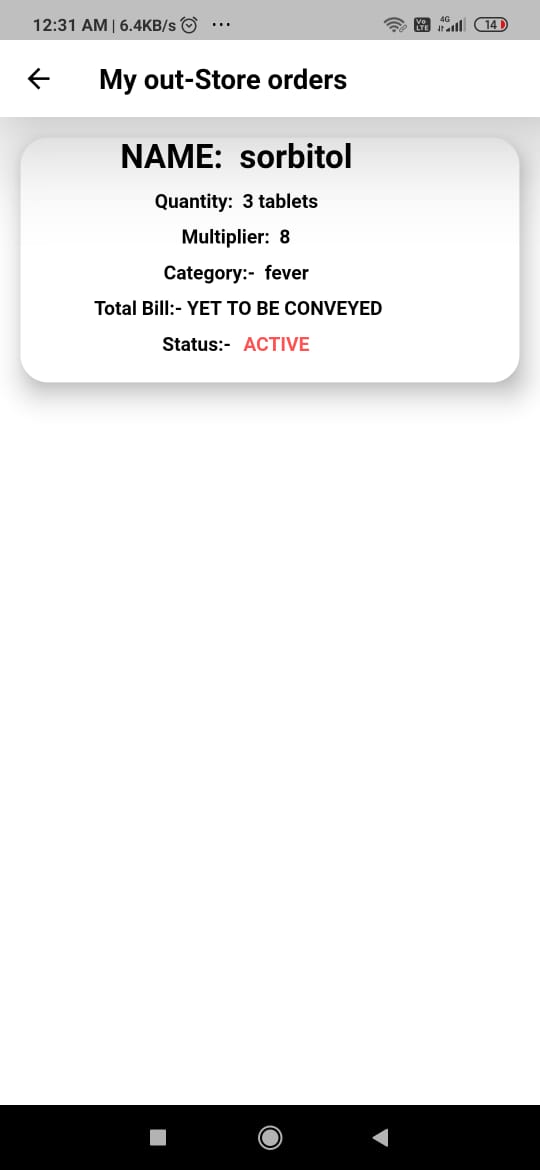 12:31 AM | 6.4KB/s ...
Vo LTE 4G 14
My out-Store orders
NAME: sorbitol
Quantity: 3 tablets
Multiplier: 8
Category:- fever
Total Bill:- YET TO BE CONVEYED
Status:- ACTIVE